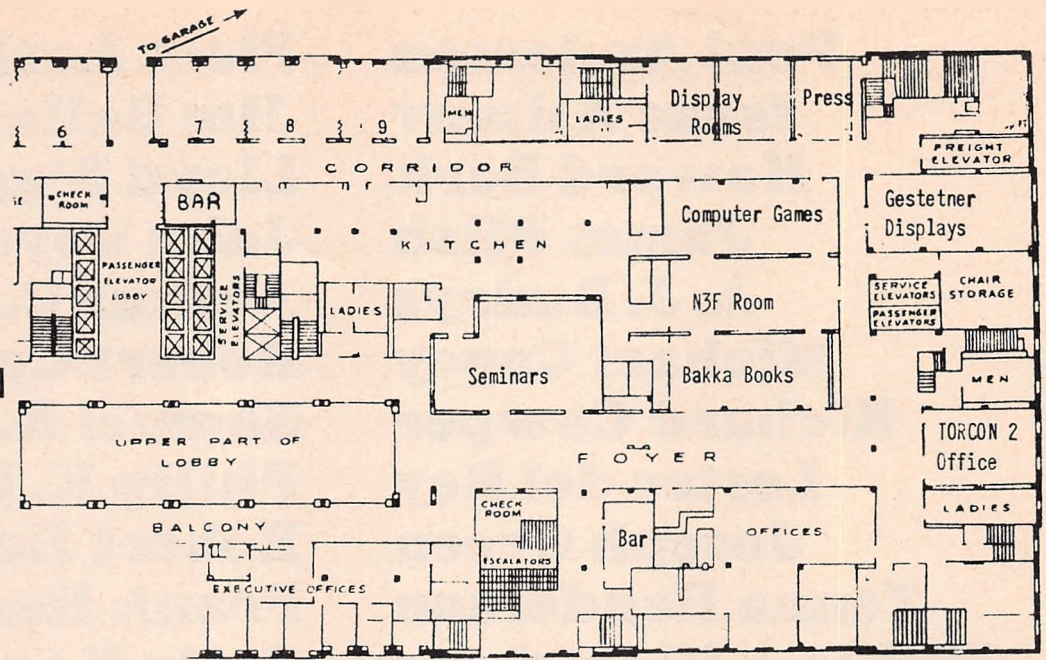 TO GARAGE
6
7
8
9
MEN
LADIES
Display
Rooms
Press
FREIGHT
ELEVATOR
CORRIDOR
CHECK
ROOM
BAR
Computer Games
Gestetner
Displays
KITCHEN
PASSENGER
ELEVATOR
LOBBY
SERVICE
ELEVATORS
LADIES
N3F Room
SERVICE
ELEVATORS
PASSENGER
ELEVATORS
CHAIR
STORAGE
Seminars
Bakka Books
MEN
UPPER PART OF
LOBBY
FOYER
TORCON 2
Office
BALCONY
CHECK
ROOM
LADIES
Bar
OFFICES
ESCALATORS
EXECUTIVE OFFICES